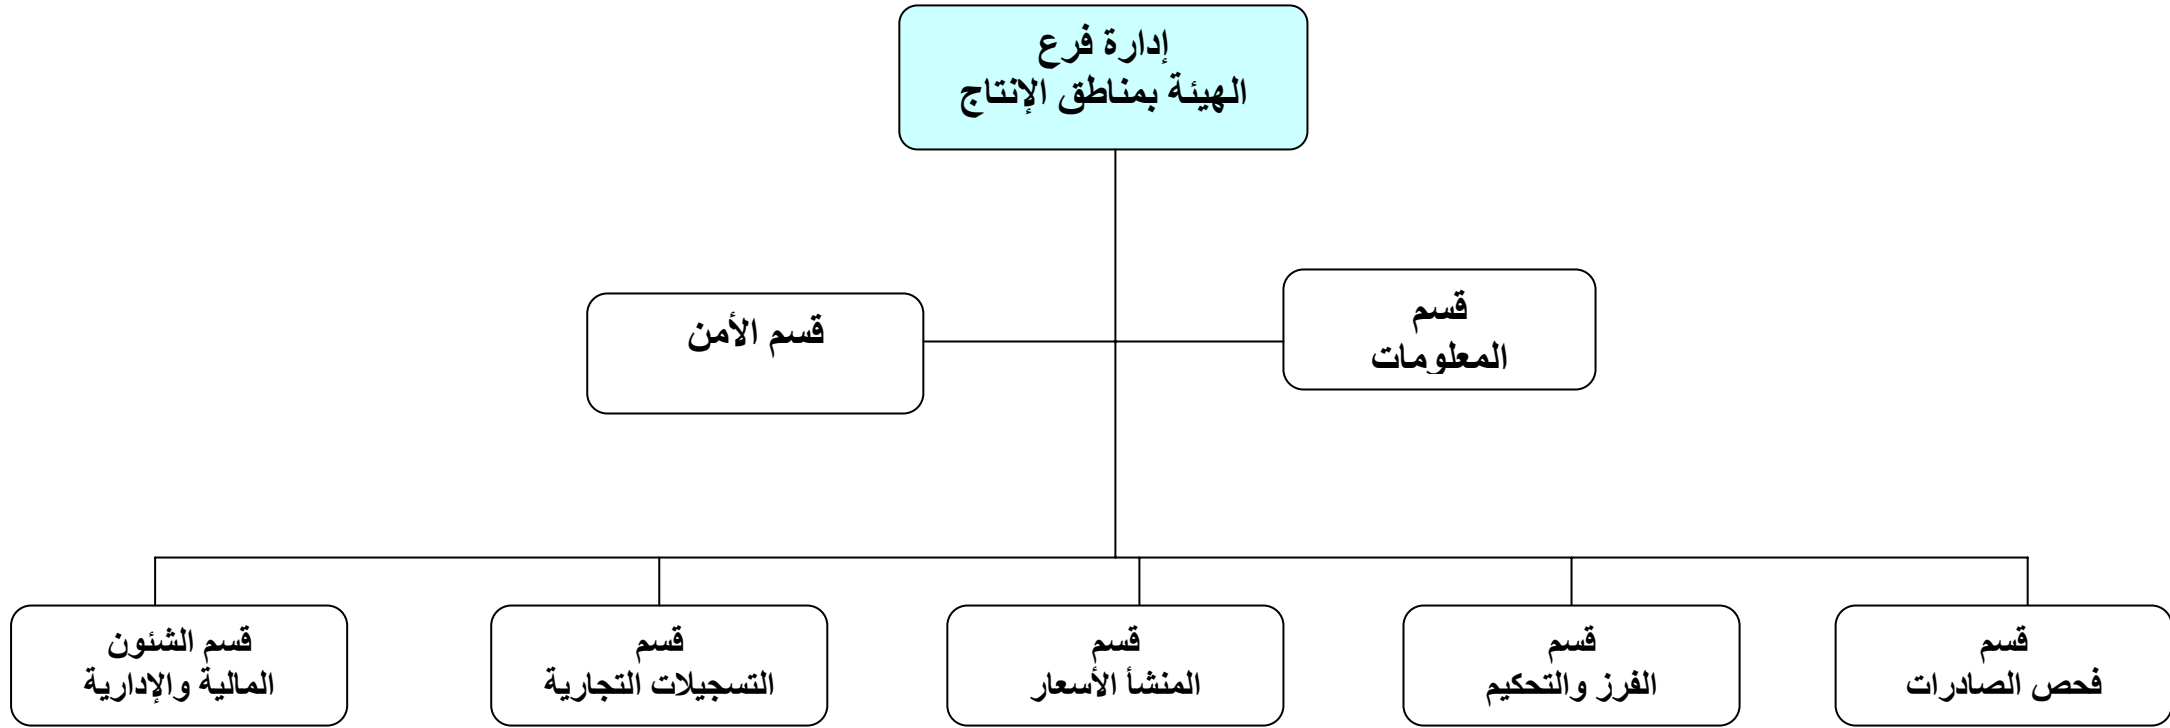 إدارة فرع
الهيئة بمناطق الإنتاج
قسم
المعلومات
قسم الأمن
قسم
فحص الصادرات
قسم
الفرز والتحكيم
قسم
المنشأ الأسعار
قسم
التسجيلات التجارية
قسم الشئون
المالية والإدارية